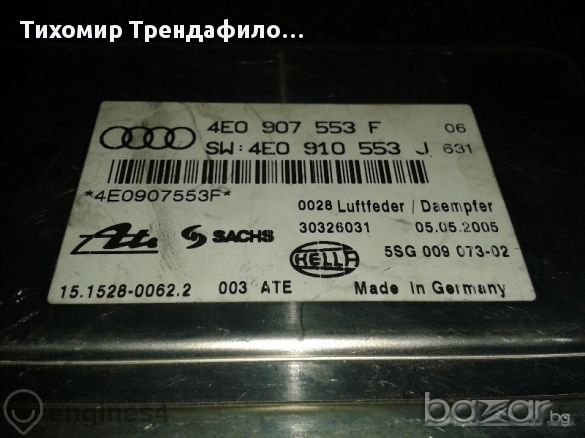 Тихомир Трендафило...
4E0 907 553 F 06
SW: 4E0 910 553 J 631
*4E0907553F*
0028 Luftfeder / Daempfer
30326031 05.05.2005
Ate SACHS HELLA 5SG 009 073-02
15.1528-0062.2 003 ATE Made in Germany
engines4
bazar.bg